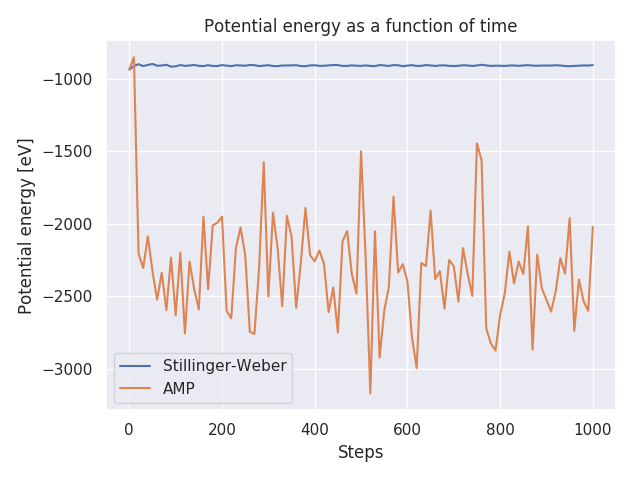 Potential energy as a function of time
Potential energy [eV]
−1000
−1500
−2000
−2500
−3000
Stillinger-Weber
AMP
0 200 400 600 800 1000
Steps